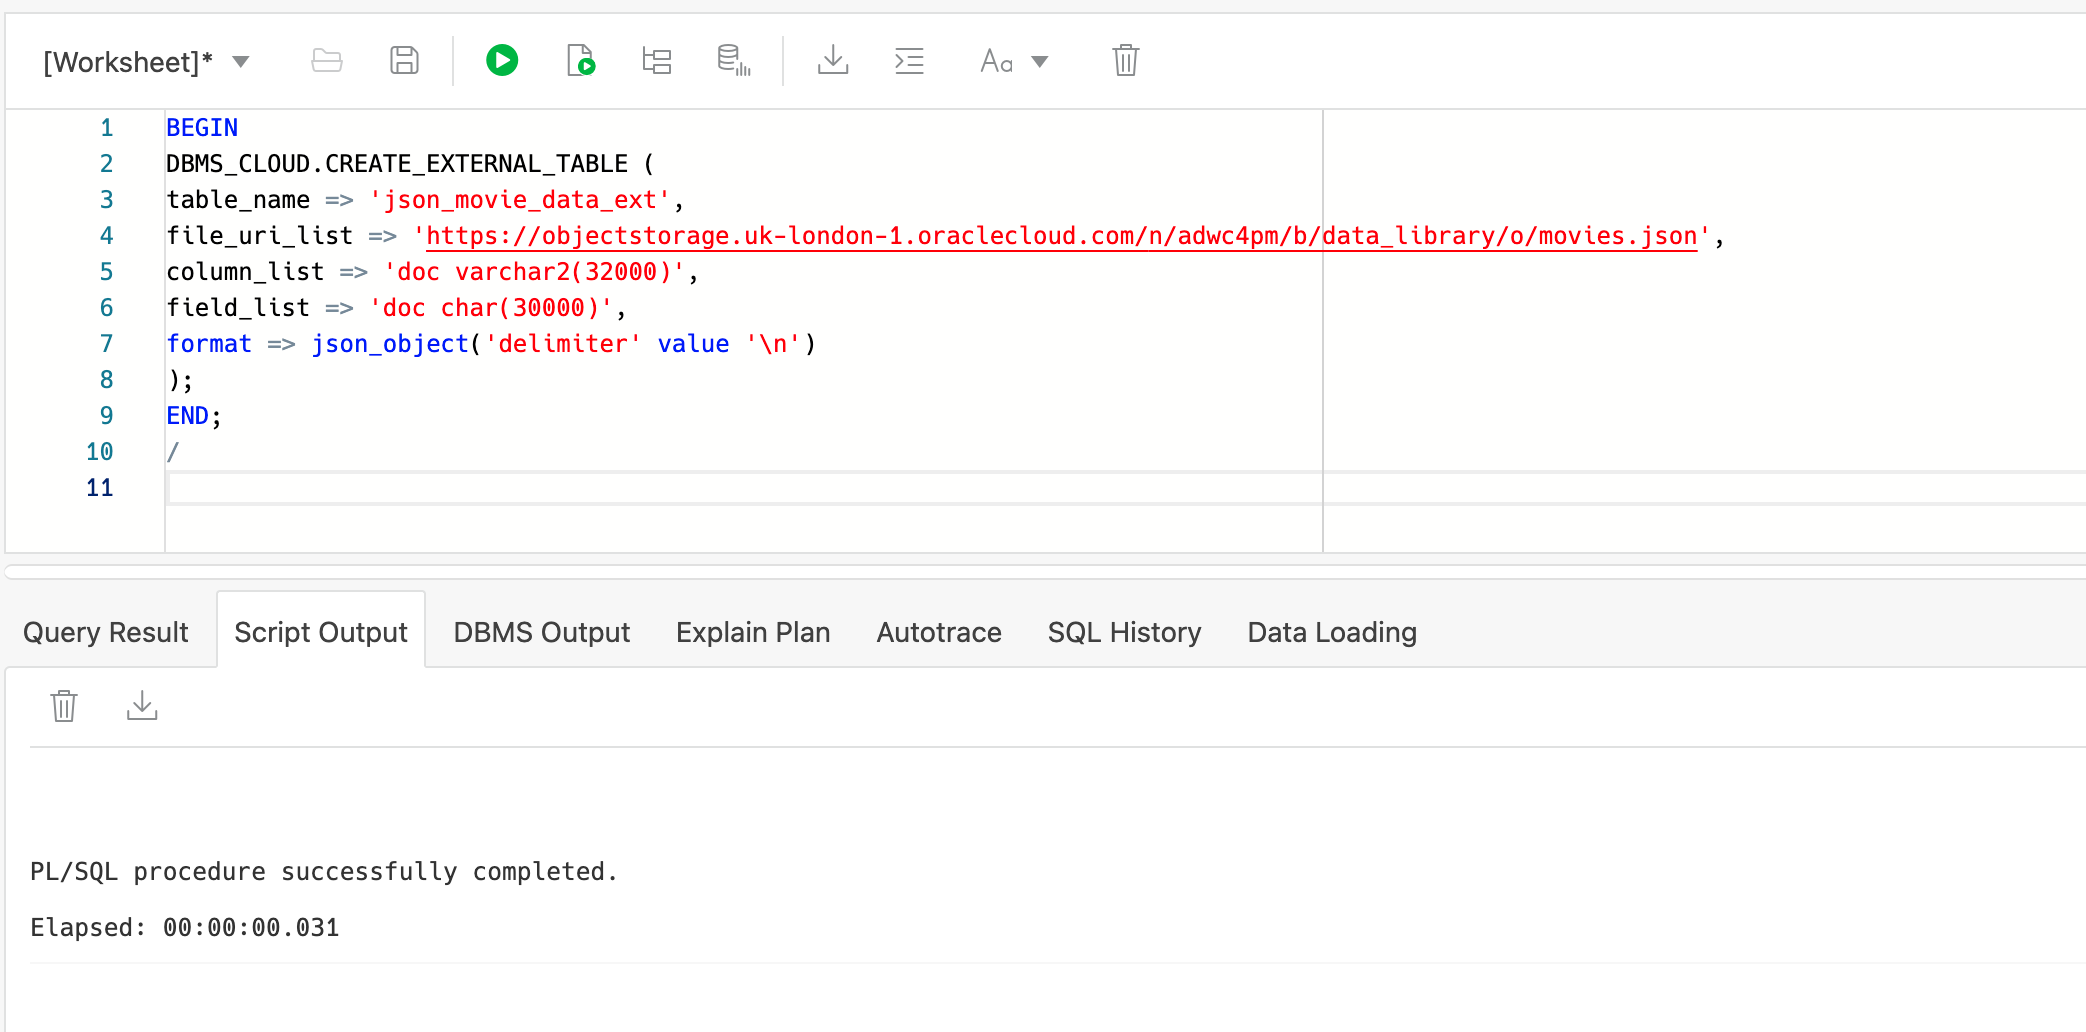 [Worksheet]*
Aa
1 BEGIN
2 DBMS_CLOUD.CREATE_EXTERNAL_TABLE (
3 table_name => 'json_movie_data_ext',
4 file_uri_list => 'https://objectstorage.uk-london-1.oraclecloud.com/n/adwc4pm/b/data_library/o/movies.json',
5 column_list => 'doc varchar2(32000)',
6 field_list => 'doc char(30000)',
7 format => json_object('delimiter' value '\n')
8 );
9 END;
10 /
11
Query Result Script Output DBMS Output Explain Plan Autotrace SQL History Data Loading
PL/SQL procedure successfully completed.
Elapsed: 00:00:00.031